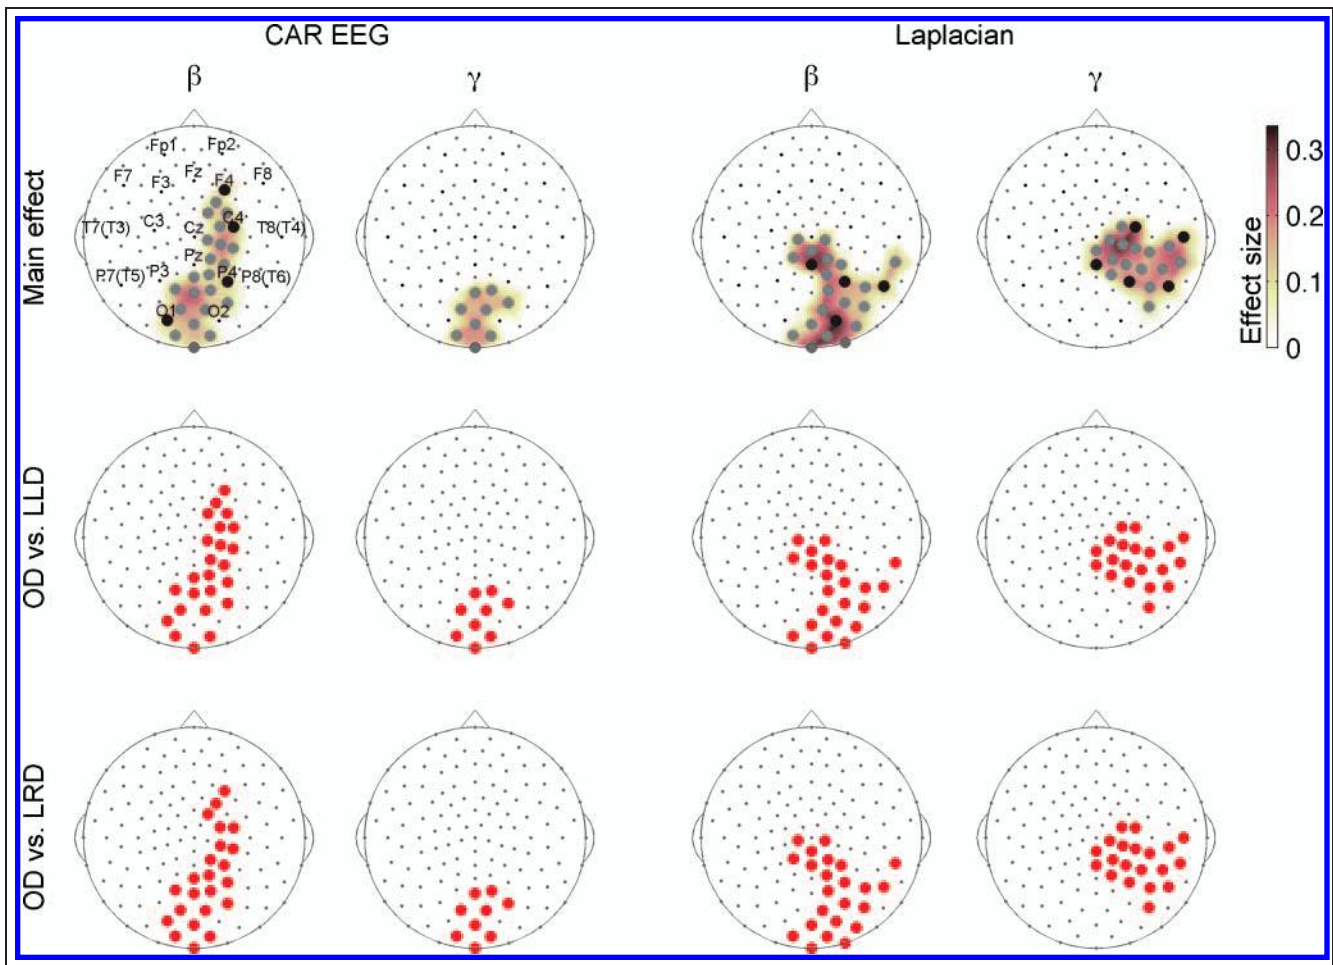 CAR EEG Laplacian
β γ β γ
Main effect
Fp1 Fp2
F7 F3 Fz F4 F8
T7(T3) C3 Cz C4 T8(T4)
P7(T5) P3 Pz P4 P8(T6)
O1 O2
Effect size
0.3
0.2
0.1
0
OD vs. LLD
OD vs. LRD